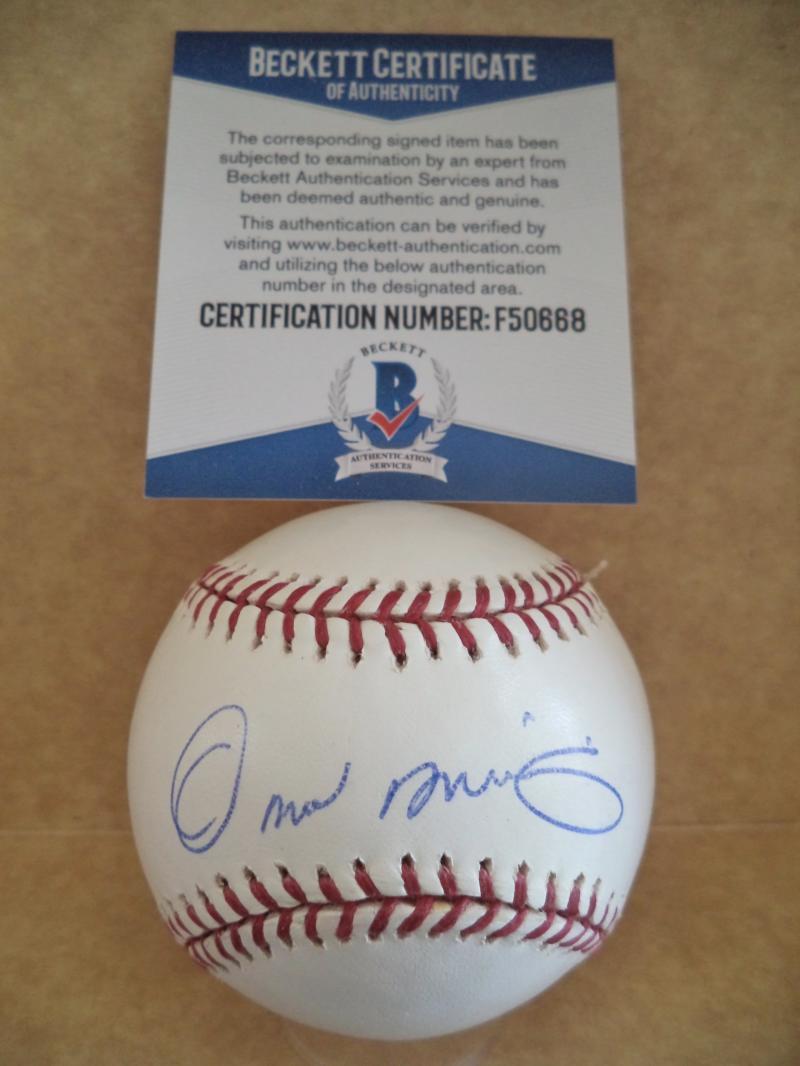 BECKETT CERTIFICATE
OF AUTHENTICITY
The corresponding signed item has been
subjected to examination by an expert from
Beckett Authentication Services and has
been deemed authentic and genuine.
This authentication can be verified by
visiting www.beckett-authentication.com
and utilizing the below authentication
number in the designated area.
CERTIFICATION NUMBER: F50668
BECKETT
B
AUTHENTICATION
SERVICES